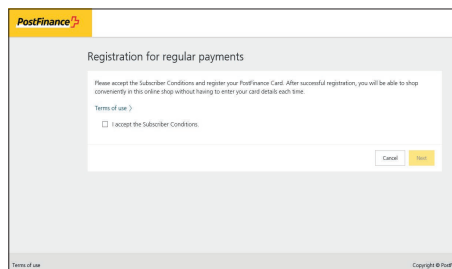 PostFinance
Registration for regular payments
Please accept the Subscriber Conditions and register your PostFinance Card. After successful registration, you will be able to shop
conveniently in this online shop without having to enter your card details each time.
Terms of use >
I accept the Subscriber Conditions.
Cancel Next
Terms of use Copyright © PostF